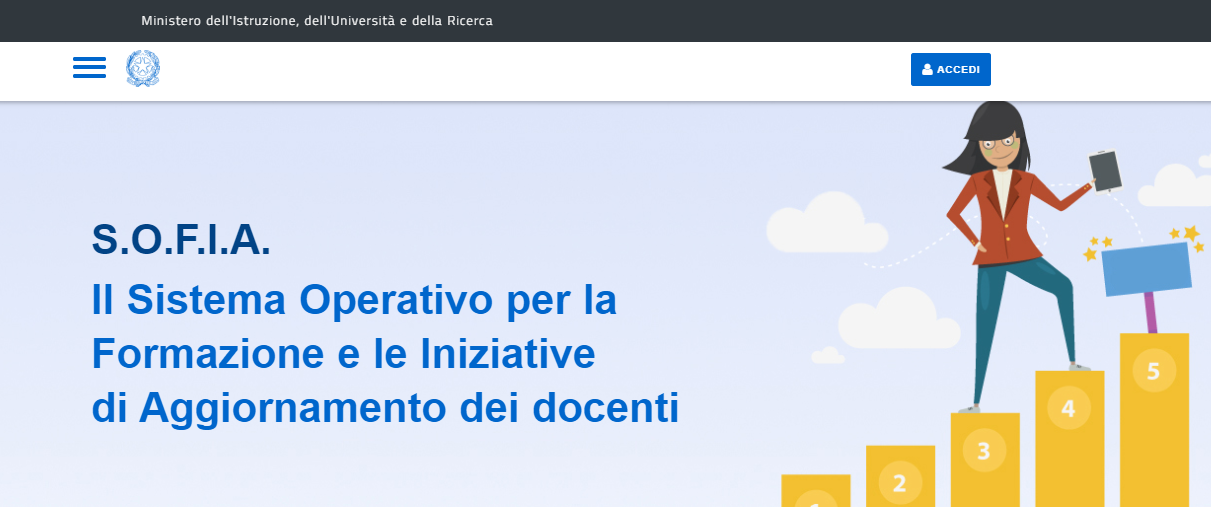 Ministero dell'Istruzione, dell'Università e della Ricerca
ACCEDI
S.O.F.I.A.
Il Sistema Operativo per la
Formazione e le Iniziative
di Aggiornamento dei docenti
5
4
3
2